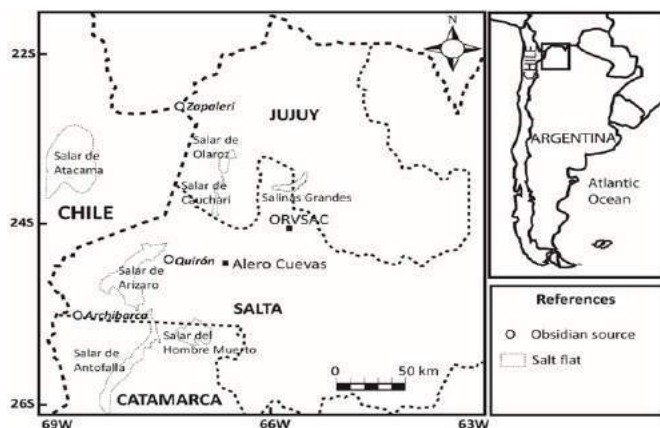 N
22S
Zapaleri
JUJUY
Salar de
Olaroz
Salar de
Atacama
Salar de
Cauchari
Salinas Grandes
24S
ORVSAC
CHILE
Quirón
Alero Cuevas
Salar de
Arizaro
SALTA
Archibarca
Salar de
Antofalla
Salar del
Hombre Muerto
0
50 km
CATAMARCA
26S
69W
66W
63W
CHILE
ARGENTINA
Atlantic
Ocean
References
Obsidian source
Salt flat